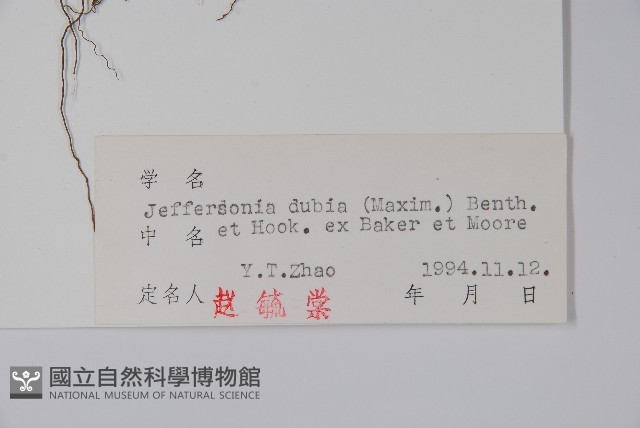 学 名
Jeffersonia dubia (Maxim.) Benth.
et Hook. ex Baker et Moore
中 名
Y.T.Zhao 1994.11.12.
定名人 赵毓棠 年 月 日
國立自然科學博物館
NATIONAL MUSEUM OF NATURAL SCIENCE